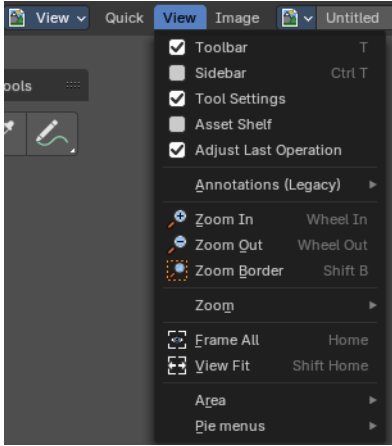 View Quick View Image Untitled
Toolbar T
Sidebar Ctrl T
ools
Tool Settings
Asset Shelf
Adjust Last Operation
Annotations (Legacy)
Zoom In Wheel In
Zoom Out Wheel Out
Zoom Border Shift B
Zoom
Frame All Home
View Fit Shift Home
Area
Pie menus